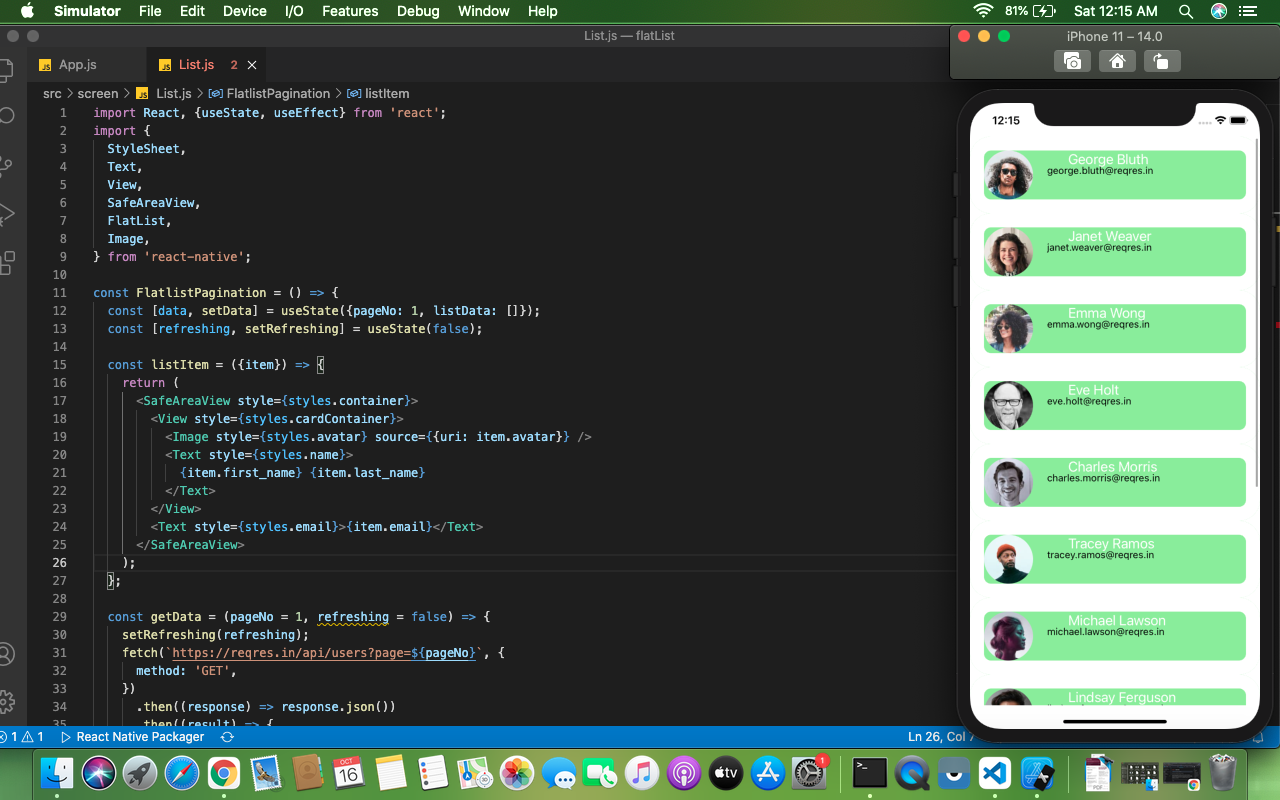 Simulator File Edit Device I/O Features Debug Window Help 81% Sat 12:15 AM
List.js — flatList
iPhone 11 – 14.0
JS App.js JS List.js 2
src > screen > JS List.js > FlatlistPagination > listItem
1 import React, {useState, useEffect} from 'react';
2 import {
3 StyleSheet,
4 Text,
5 View,
6 SafeAreaView,
7 FlatList,
8 Image,
9 } from 'react-native';
10
11 const FlatlistPagination = () => {
12 const [data, setData] = useState({pageNo: 1, listData: []});
13 const [refreshing, setRefreshing] = useState(false);
14
15 const listItem = ({item}) => {
16 return (
17 <SafeAreaView style={styles.container}>
18 <View style={styles.cardContainer}>
19 <Image style={styles.avatar} source={{uri: item.avatar}} />
20 <Text style={styles.name}>
21 {item.first_name} {item.last_name}
22 </Text>
23 </View>
24 <Text style={styles.email}>{item.email}</Text>
25 </SafeAreaView>
26 );
27 };
28
29 const getData = (pageNo = 1, refreshing = false) => {
30 setRefreshing(refreshing);
31 fetch(`https://reqres.in/api/users?page=${pageNo}`, {
32 method: 'GET',
33 })
34 .then((response) => response.json())
35 .then((result) => {
1 1 React Native Packager Ln 26, Col
12:15
George Bluth
george.bluth@reqres.in
Janet Weaver
janet.weaver@reqres.in
Emma Wong
emma.wong@reqres.in
Eve Holt
eve.holt@reqres.in
Charles Morris
charles.morris@reqres.in
Tracey Ramos
tracey.ramos@reqres.in
Michael Lawson
michael.lawson@reqres.in
Lindsay Ferguson
OCT
16
tv
1
PDF